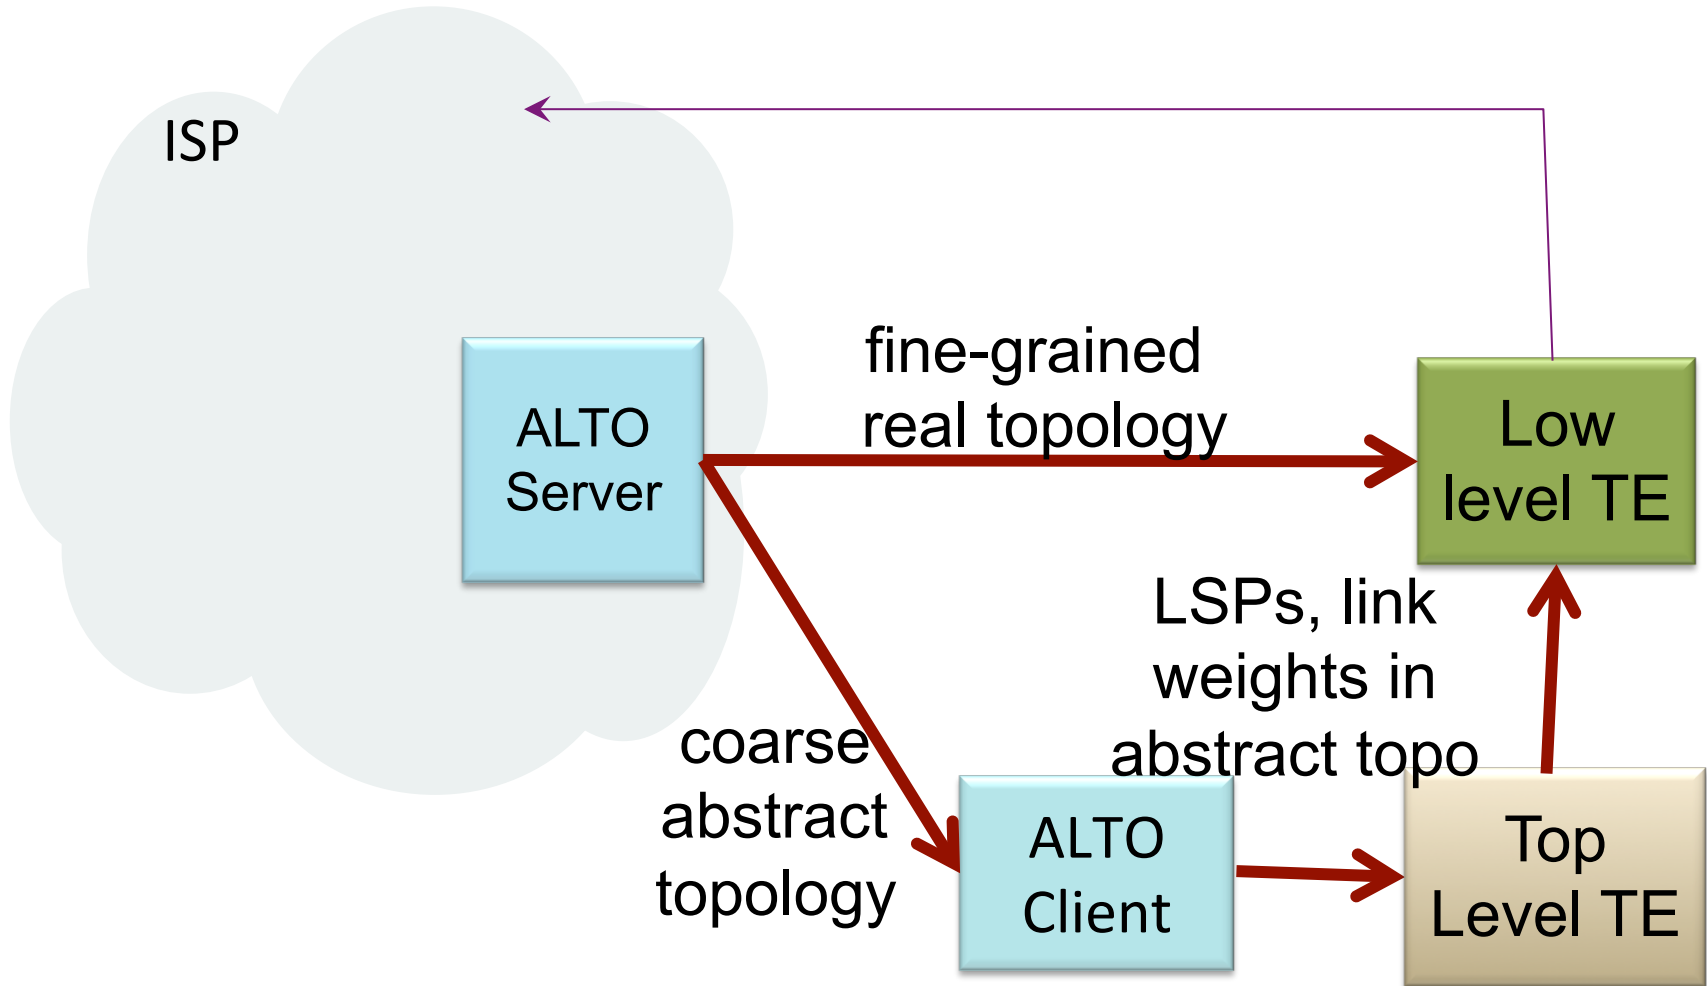 ISP
fine-grained
real topology
ALTO
Server
Low
level TE
LSPs, link
weights in
abstract topo
coarse
abstract
topology
ALTO
Client
Top
Level TE